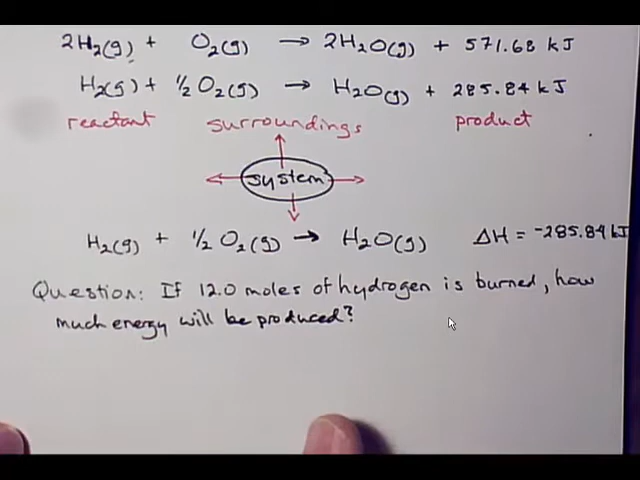 2H₂(g) + O₂(g) → 2H₂O(g) + 571.68 kJ
H₂(g) + ½ O₂(g) → H₂O(g) + 285.84 kJ
reactant surroundings product
system
H₂(g) + ½ O₂(g) → H₂O(g) ΔH = -285.84 kJ
Question: If 12.0 moles of hydrogen is burned, how
much energy will be produced?